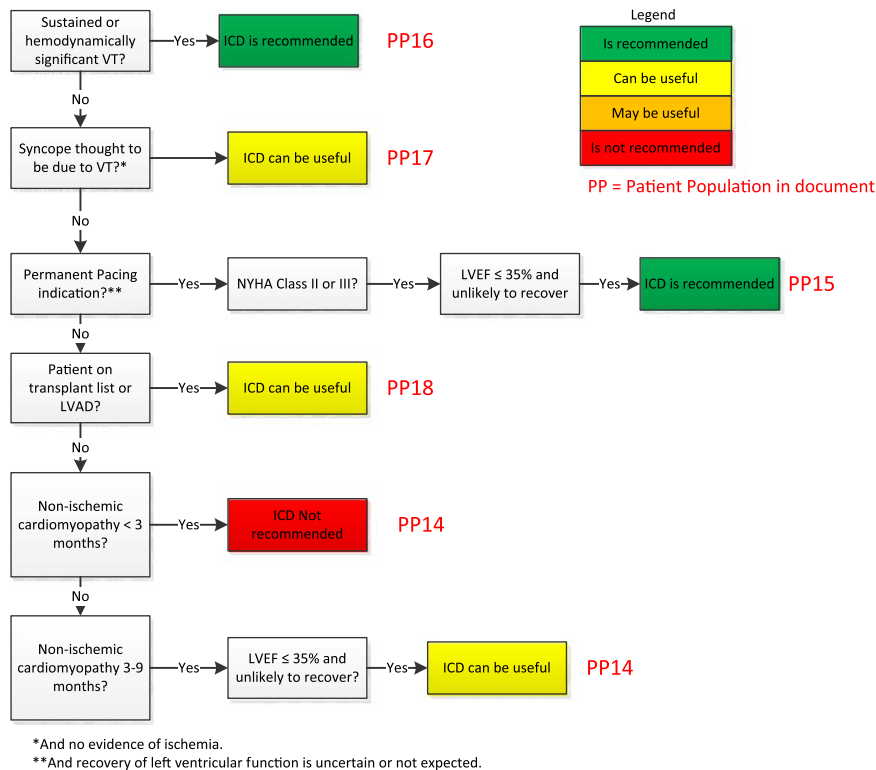 Sustained or
hemodynamically
significant VT?
Yes
ICD is recommended
PP16
Legend
Is recommended
Can be useful
May be useful
Is not recommended
PP = Patient Population in document
No
Syncope thought to
be due to VT?*
ICD can be useful
PP17
No
Permanent Pacing
indication?**
Yes
NYHA Class II or III?
Yes
LVEF ≤ 35% and
unlikely to recover
Yes
ICD is recommended
PP15
No
Patient on
transplant list or
LVAD?
Yes
ICD can be useful
PP18
No
Non-ischemic
cardiomyopathy < 3
months?
Yes
ICD Not
recommended
PP14
No
Non-ischemic
cardiomyopathy 3-9
months?
Yes
LVEF ≤ 35% and
unlikely to recover?
Yes
ICD can be useful
PP14
*And no evidence of ischemia.
**And recovery of left ventricular function is uncertain or not expected.